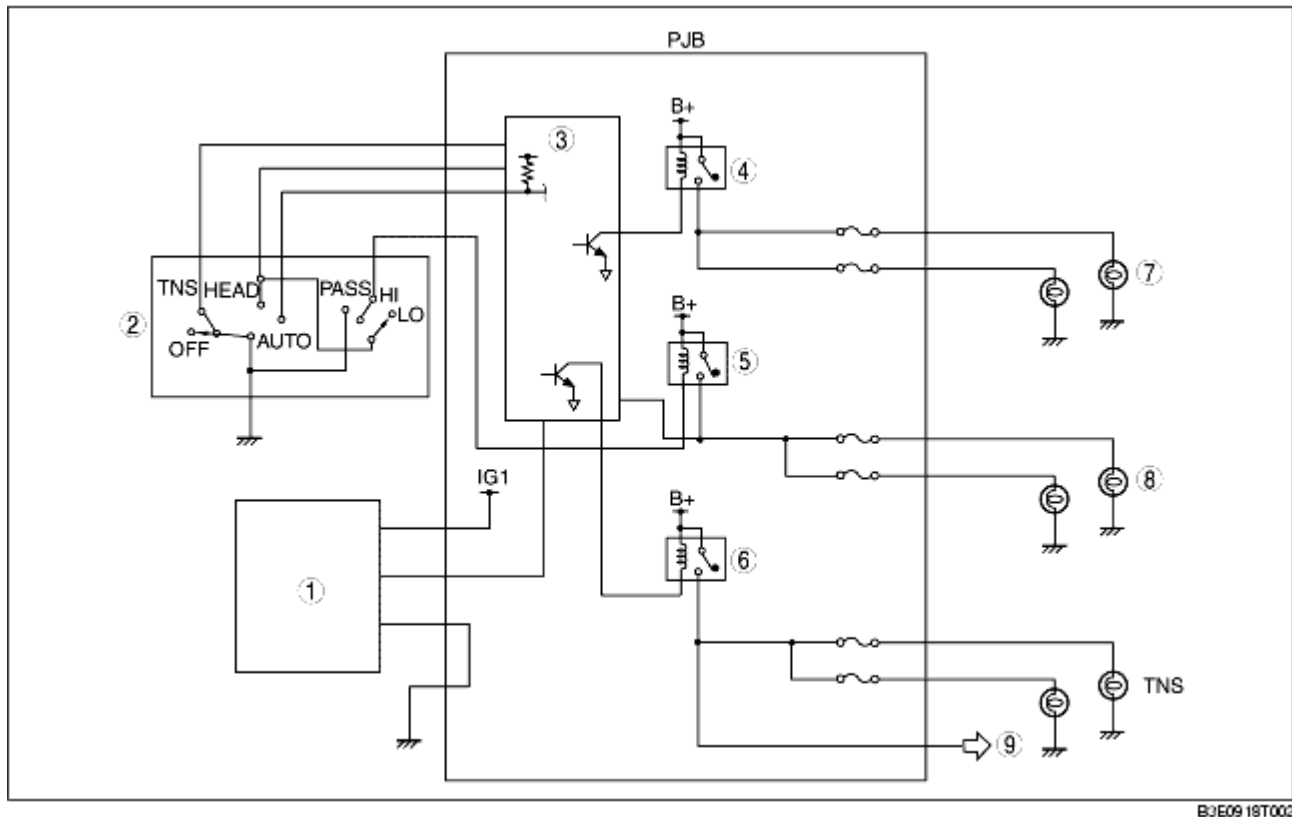 PJB
B+
③
④
TNS HEAD PASS HI
LO
②
OFF AUTO
⑦
B+
⑤
IG1
⑧
B+
⑥
①
TNS
⑨
B3E0918T002